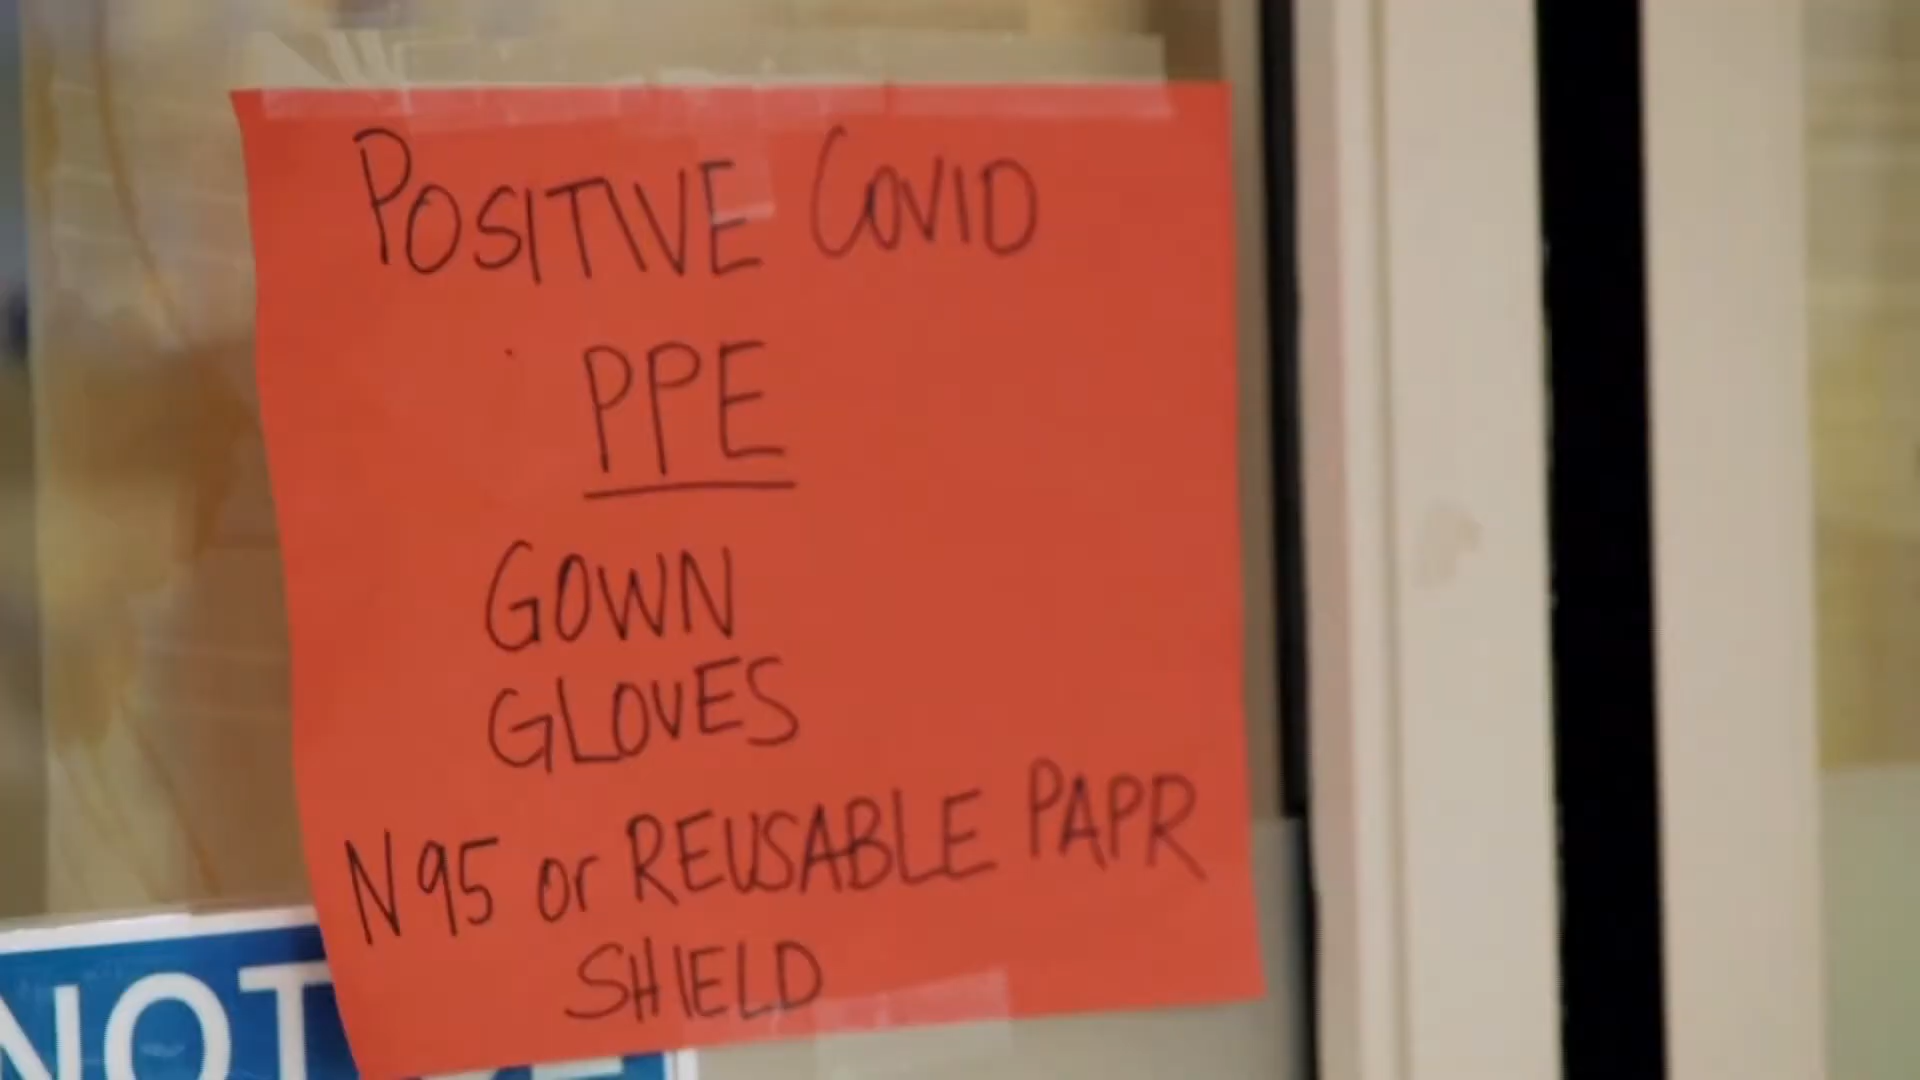 POSITIVE COVID
PPE
GOWN
GLOVES
N95 or REUSABLE PAPR
SHIELD